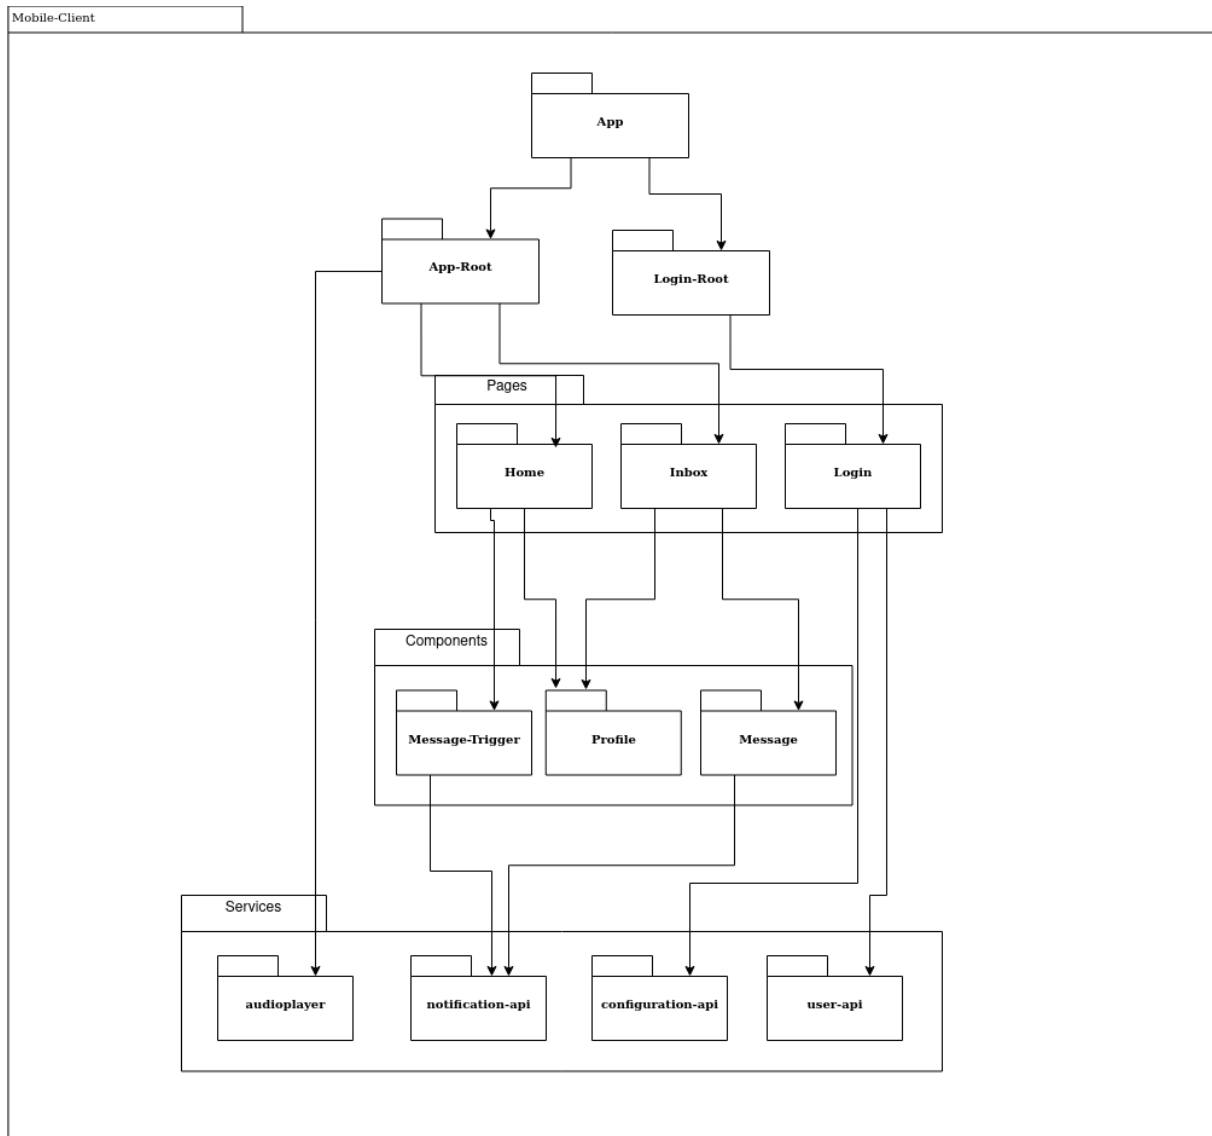 Mobile-Client
App
App-Root
Login-Root
Pages
Home
Inbox
Login
Components
Message-Trigger
Profile
Message
Services
audioplayer
notification-api
configuration-api
user-api